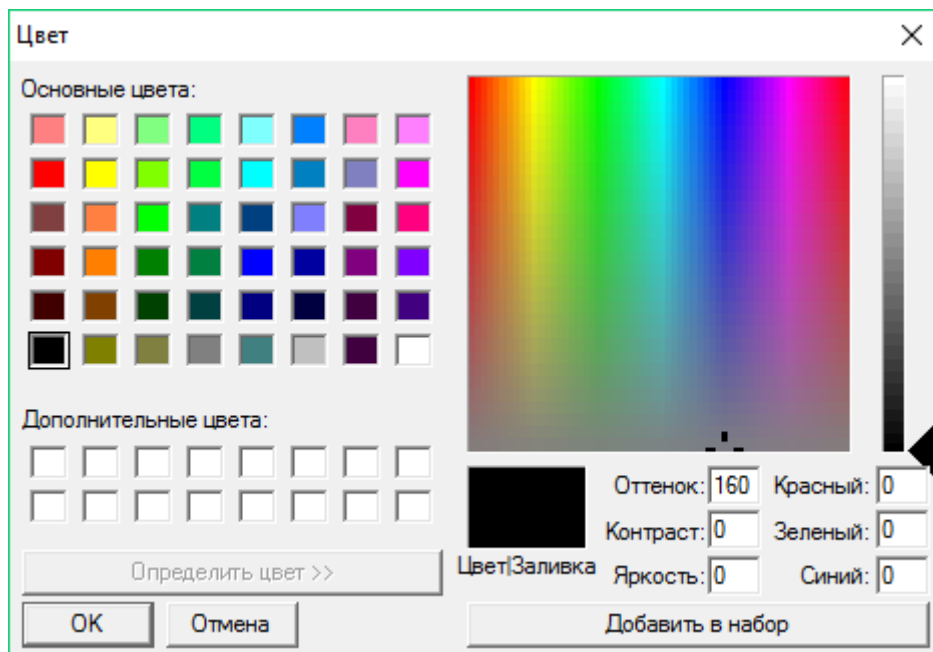 Цвет
Основные цвета:
Дополнительные цвета:
Определить цвет >>
OK
Отмена
Цвет|Заливка
Оттенок: 160
Контраст: 0
Яркость: 0
Красный: 0
Зеленый: 0
Синий: 0
Добавить в набор